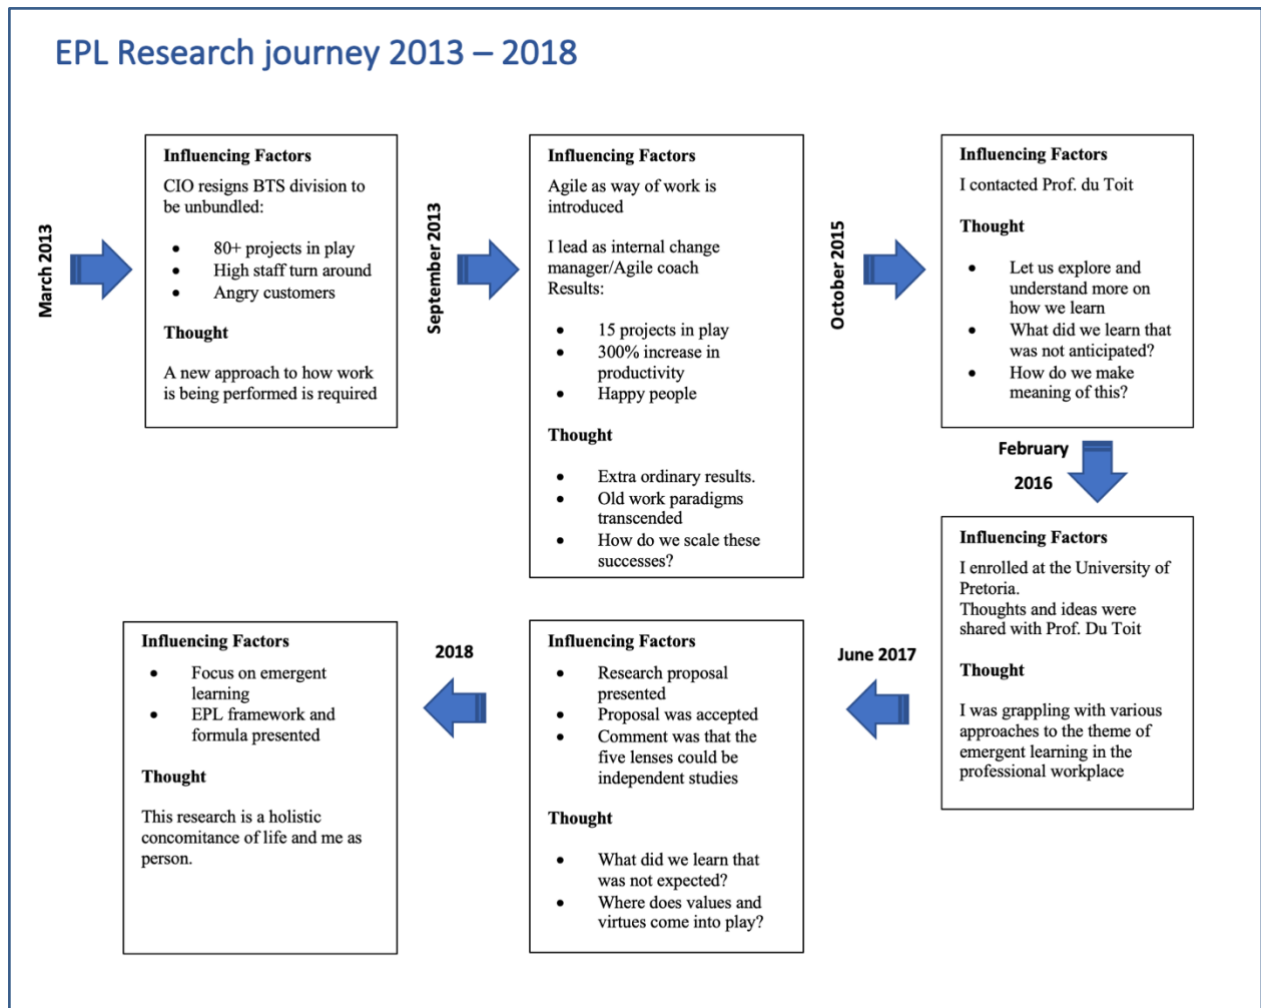 EPL Research journey 2013 – 2018
March 2013
Influencing Factors
CIO resigns BTS division to
be unbundled:
• 80+ projects in play
• High staff turn around
• Angry customers
Thought
A new approach to how work
is being performed is required
September 2013
Influencing Factors
Agile as way of work is
introduced
I lead as internal change
manager/Agile coach
Results:
• 15 projects in play
• 300% increase in
productivity
• Happy people
Thought
• Extra ordinary results.
• Old work paradigms
transcended
• How do we scale these
successes?
October 2015
Influencing Factors
I contacted Prof. du Toit
Thought
• Let us explore and
understand more on
how we learn
• What did we learn that
was not anticipated?
• How do we make
meaning of this?
February
2016
Influencing Factors
I enrolled at the University of
Pretoria.
Thoughts and ideas were
shared with Prof. Du Toit
Thought
I was grappling with various
approaches to the theme of
emergent learning in the
professional workplace
June 2017
Influencing Factors
• Research proposal
presented
• Proposal was accepted
• Comment was that the
five lenses could be
independent studies
Thought
• What did we learn that
was not expected?
• Where does values and
virtues come into play?
2018
Influencing Factors
• Focus on emergent
learning
• EPL framework and
formula presented
Thought
This research is a holistic
concomitance of life and me as
person.